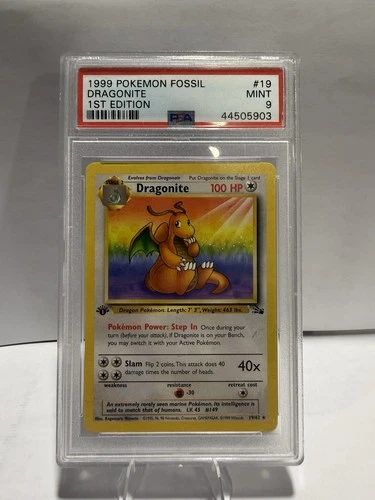 1999 POKEMON FOSSIL #19
DRAGONITE MINT
1ST EDITION 9
PSA 44505903
Evolves from Dragonair Put Dragonite on the Stage 1 card
Dragonite 100 HP
Dragon Pokémon. Length: 7' 3", Weight: 463 lbs.
Pokémon Power: Step In Once during your
turn (before your attack), if Dragonite is on your Bench,
you may switch it with your Active Pokémon.
Slam Flip 2 coins. This attack does 40
damage times the number of heads.
40x
weakness resistance retreat cost
-30
An extremely rarely seen marine Pokémon. Its intelligence is
said to match that of humans. LV. 45 #149
19/62